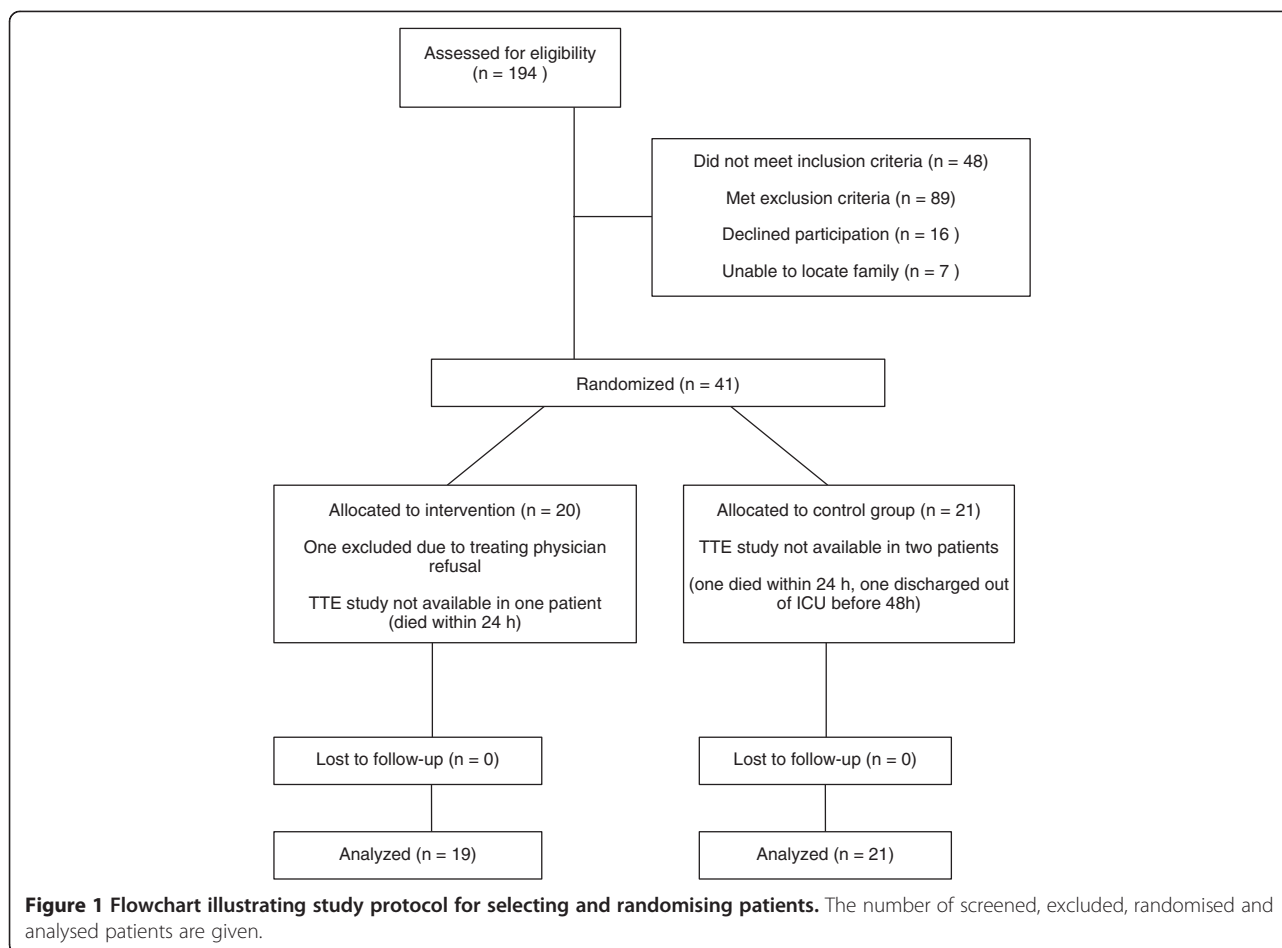 Assessed for eligibility
(n = 194 )
Did not meet inclusion criteria (n = 48)
Met exclusion criteria (n = 89)
Declined participation (n = 16 )
Unable to locate family (n = 7 )
Randomized (n = 41)
Allocated to intervention (n = 20)
One excluded due to treating physician
refusal
TTE study not available in one patient
(died within 24 h)
Allocated to control group (n = 21)
TTE study not available in two patients
(one died within 24 h, one discharged out
of ICU before 48h)
Lost to follow-up (n = 0)
Lost to follow-up (n = 0)
Analyzed (n = 19)
Analyzed (n = 21)
Figure 1 Flowchart illustrating study protocol for selecting and randomising patients. The number of screened, excluded, randomised and
analysed patients are given.